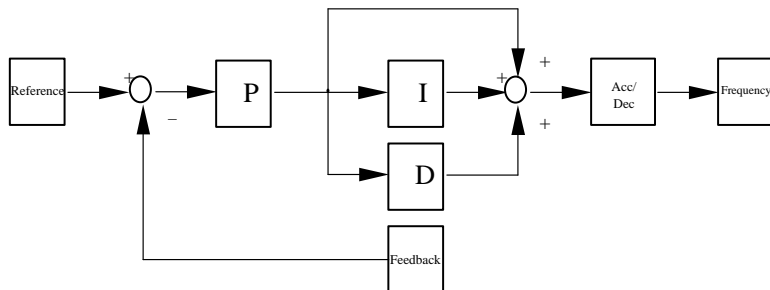 +
+
Reference
+
P
+
I
Acc/
Dec
Frequency
−
+
D
Feedback